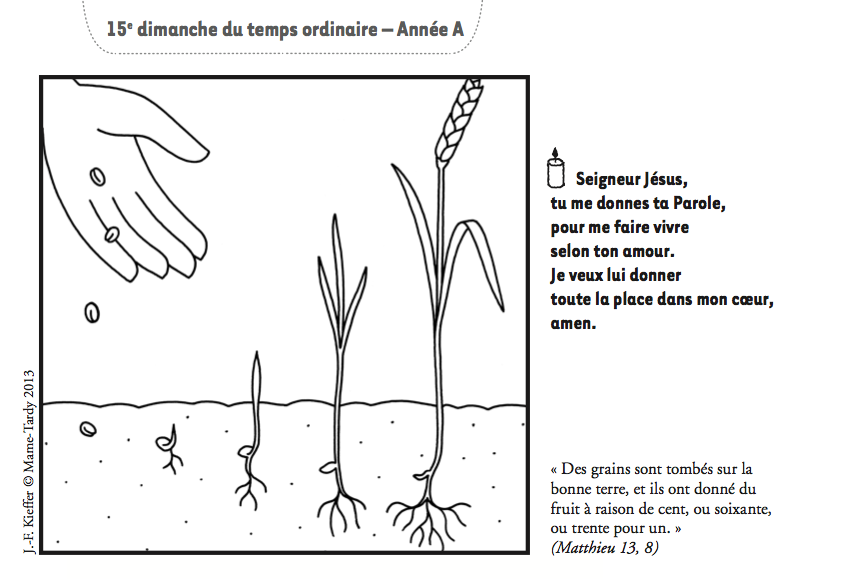 15e dimanche du temps ordinaire – Année A
J.-F. Kieffer © Mame-Tardy 2013
Seigneur Jésus,
tu me donnes ta Parole,
pour me faire vivre
selon ton amour.
Je veux lui donner
toute la place dans mon cœur,
amen.
« Des grains sont tombés sur la
bonne terre, et ils ont donné du
fruit à raison de cent, ou soixante,
ou trente pour un. »
(Matthieu 13, 8)